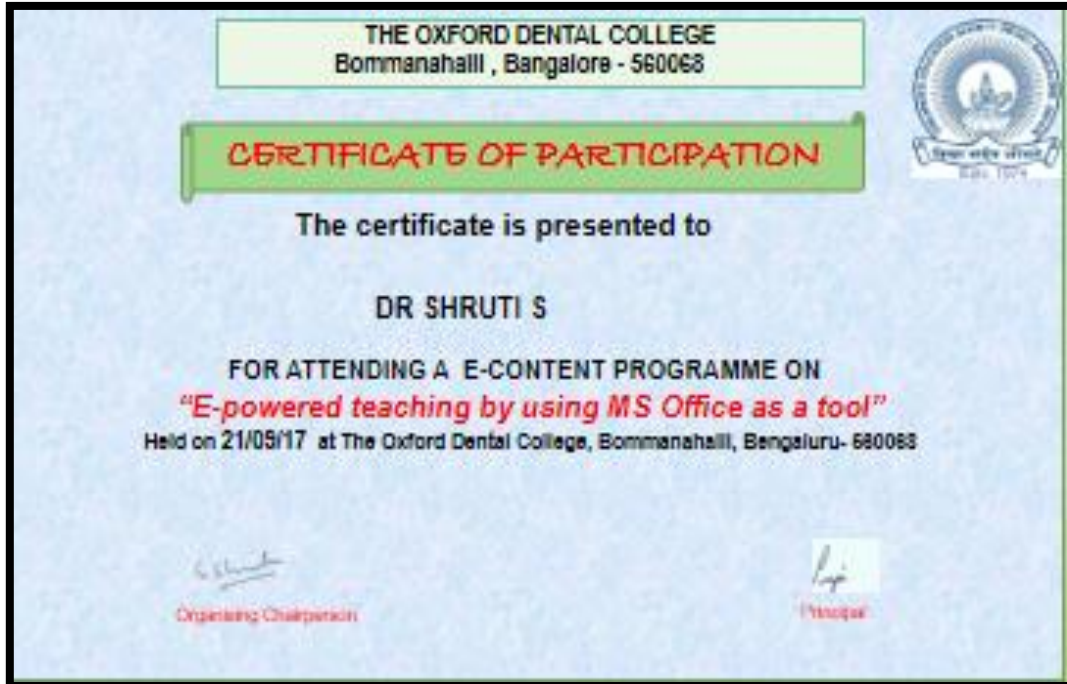 THE OXFORD DENTAL COLLEGE
Bommanahalli , Bangalore - 560068
CERTIFICATE OF PARTICIPATION
The certificate is presented to
DR SHRUTI S
FOR ATTENDING A E-CONTENT PROGRAMME ON
"E-powered teaching by using MS Office as a tool"
Held on 21/09/17 at The Oxford Dental College, Bommanahalli, Bengaluru- 560068
Organising Chairperson
Principal